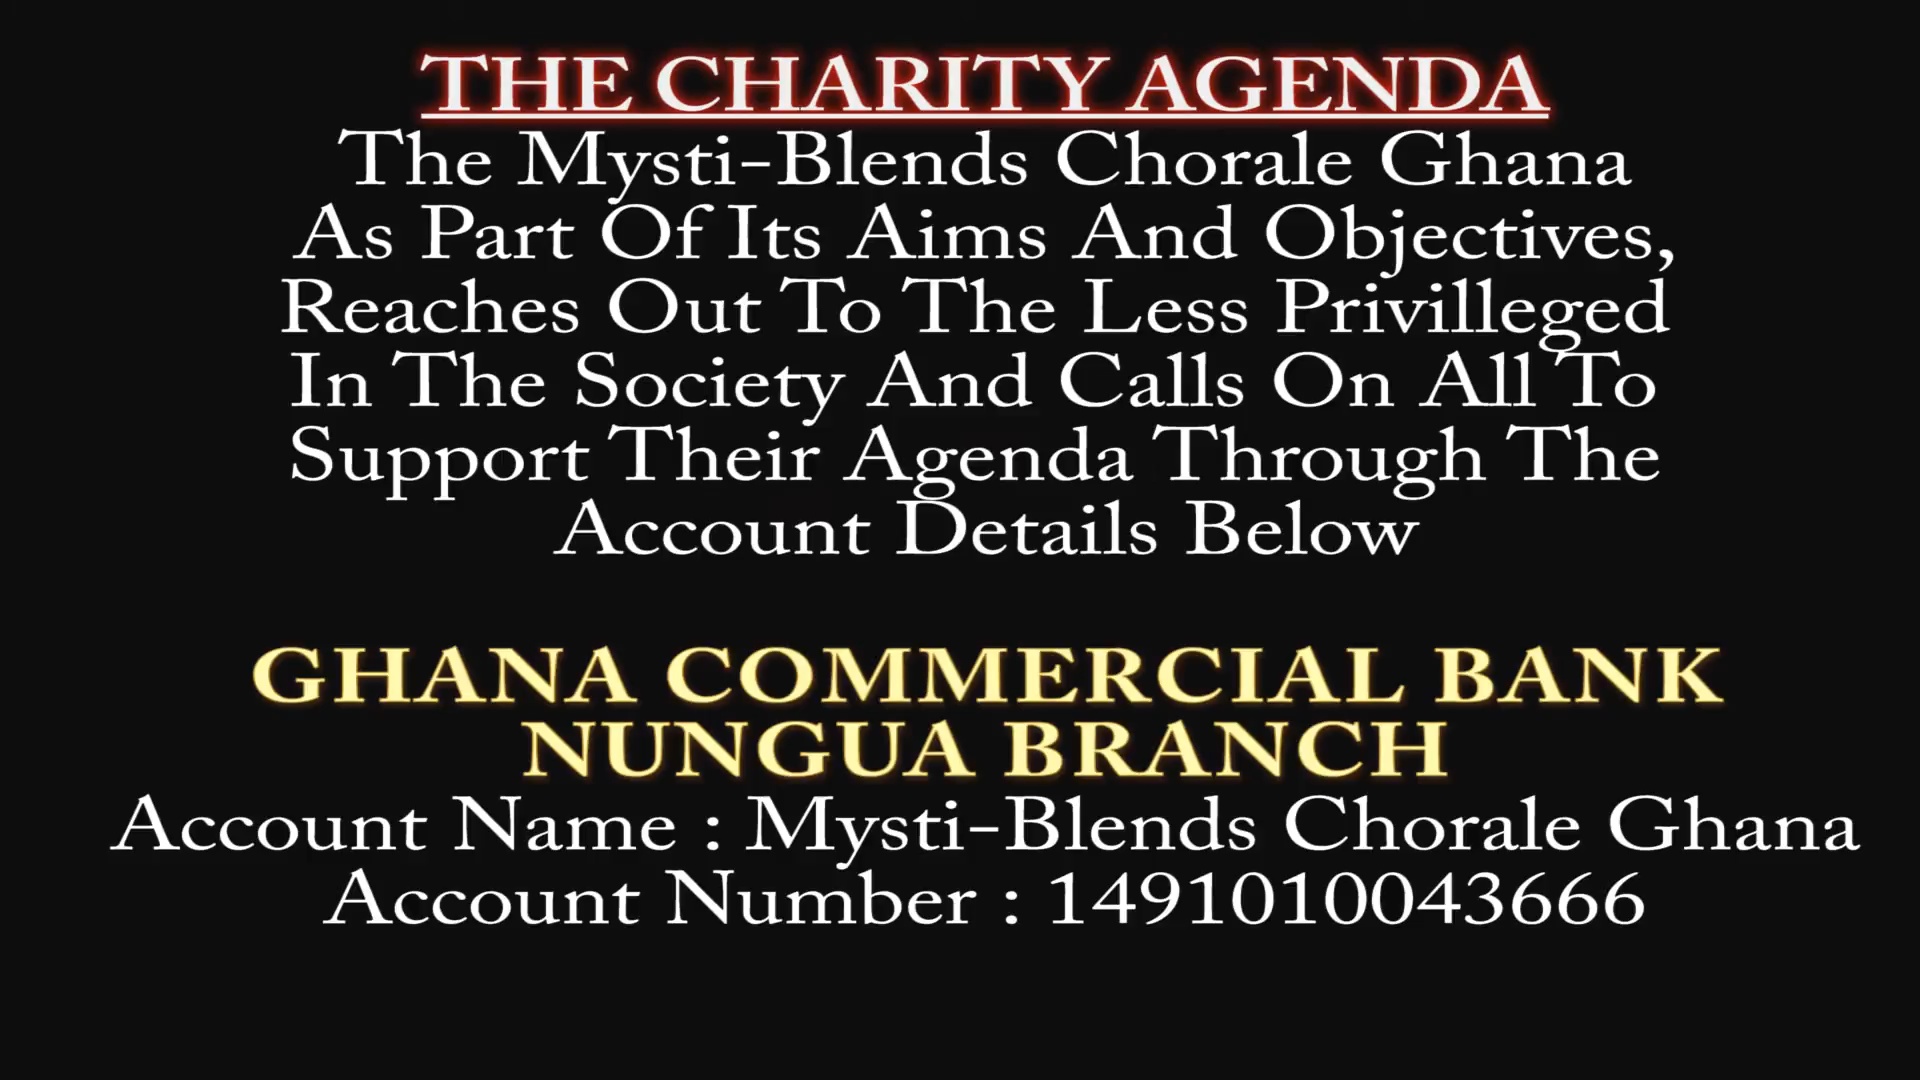 THE CHARITY AGENDA
The Mysti-Blends Chorale Ghana
As Part Of Its Aims And Objectives,
Reaches Out To The Less Privilleged
In The Society And Calls On All To
Support Their Agenda Through The
Account Details Below
GHANA COMMERCIAL BANK
NUNGUA BRANCH
Account Name : Mysti-Blends Chorale Ghana
Account Number : 1491010043666